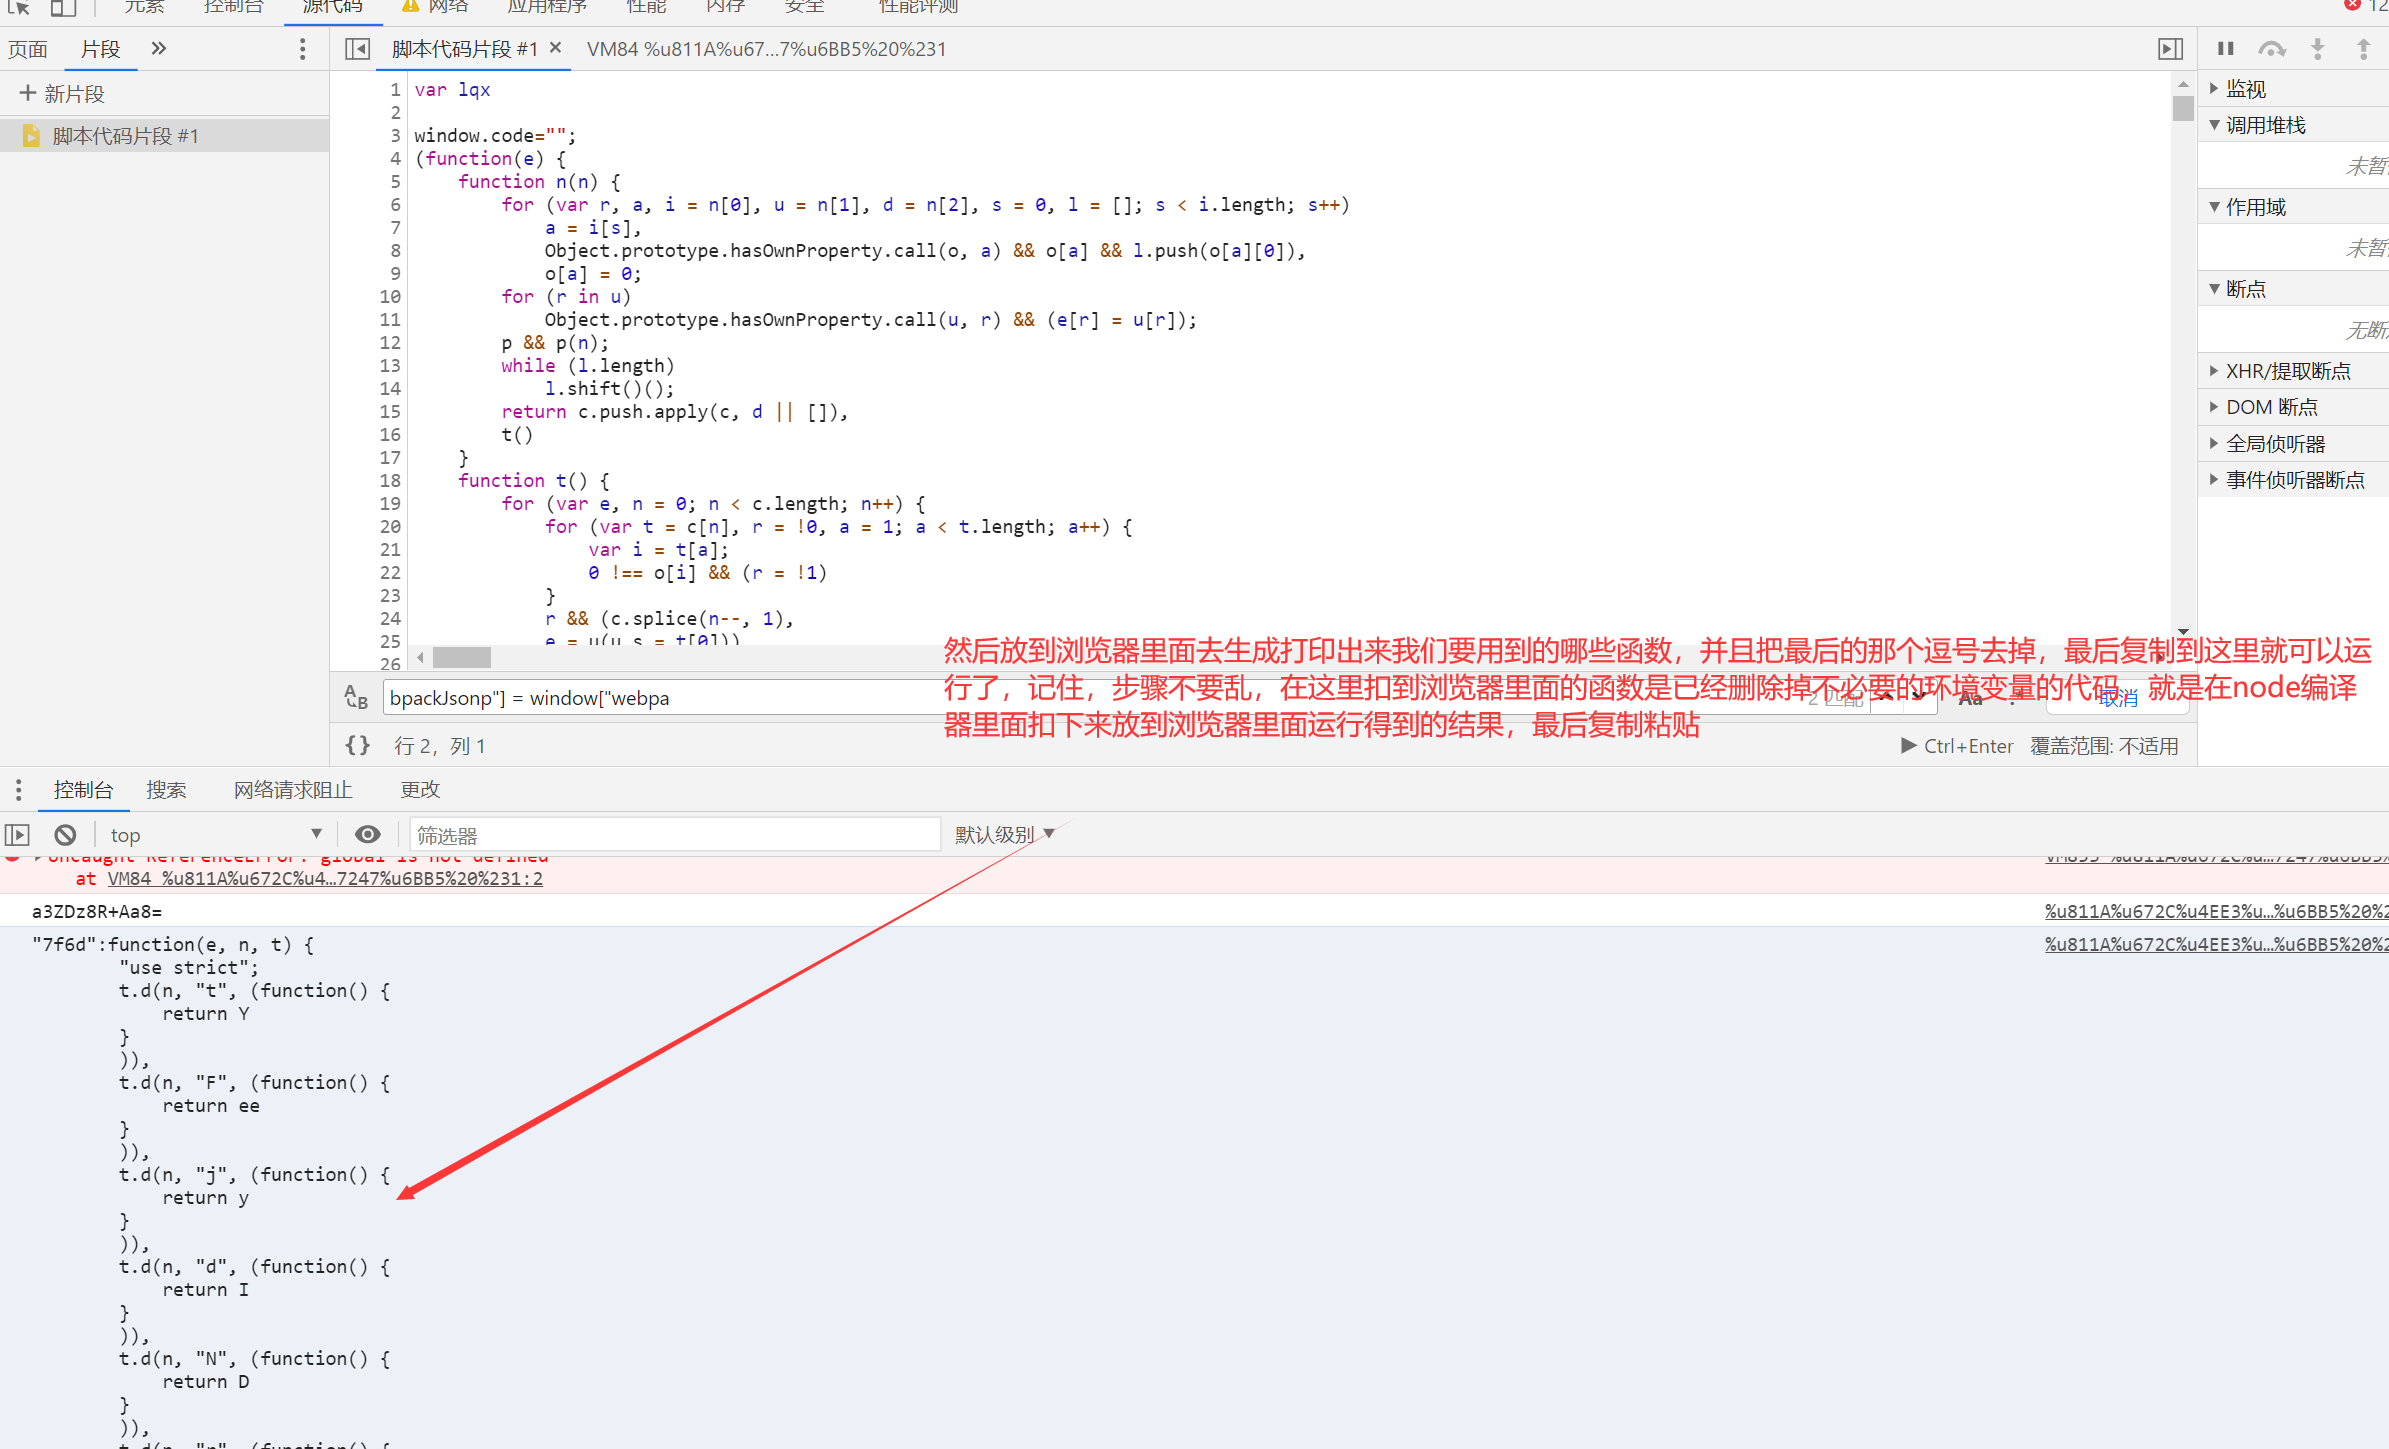 元素 控制台 源代码 网络 应用程序 性能 内存 安全 性能评测 12
页面 片段 脚本代码片段 #1 × VM84 %u811A%u67…7%u6BB5%20%231
+ 新片段
脚本代码片段 #1
1 var lqx
2
3 window.code="";
4 (function(e) {
5 function n(n) {
6 for (var r, a, i = n[0], u = n[1], d = n[2], s = 0, l = []; s < i.length; s++)
7 a = i[s],
8 Object.prototype.hasOwnProperty.call(o, a) && o[a] && l.push(o[a][0]),
9 o[a] = 0;
10 for (r in u)
11 Object.prototype.hasOwnProperty.call(u, r) && (e[r] = u[r]);
12 p && p(n);
13 while (l.length)
14 l.shift()();
15 return c.push.apply(c, d || []),
16 t()
17 }
18 function t() {
19 for (var e, n = 0; n < c.length; n++) {
20 for (var t = c[n], r = !0, a = 1; a < t.length; a++) {
21 var i = t[a];
22 0 !== o[i] && (r = !1)
23 }
24 r && (c.splice(n--, 1),
25 e = u(u.s = t[0]))
26
监视
调用堆栈
未暂
作用域
未暂
断点
无断
XHR/提取断点
DOM 断点
全局侦听器
事件侦听器断点
然后放到浏览器里面去生成打印出来我们要用到的哪些函数，并且把最后的那个逗号去掉，最后复制到这里就可以运
行了，记住，步骤不要乱，在这里扣到浏览器里面的函数是已经删除掉不必要的环境变量的代码，就是在node编译
器里面扣下来放到浏览器里面运行得到的结果，最后复制粘贴
bpackJsonp"] = window["webpa 2 匹配 Aa .* 取消
{} 行 2，列 1 Ctrl+Enter 覆盖范围: 不适用
控制台 搜索 网络请求阻止 更改
top 筛选器 默认级别
Uncaught ReferenceError: global is not defined
at VM84 %u811A%u672C%u4…7247%u6BB5%20%231:2
a3ZDz8R+Aa8= %u811A%u672C%u4EE3%u…%u6BB5%20%2
"7f6d":function(e, n, t) { %u811A%u672C%u4EE3%u…%u6BB5%20%2
"use strict";
t.d(n, "t", (function() {
return Y
}
)),
t.d(n, "F", (function() {
return ee
}
)),
t.d(n, "j", (function() {
return y
}
)),
t.d(n, "d", (function() {
return I
}
)),
t.d(n, "N", (function() {
return D
}
)),